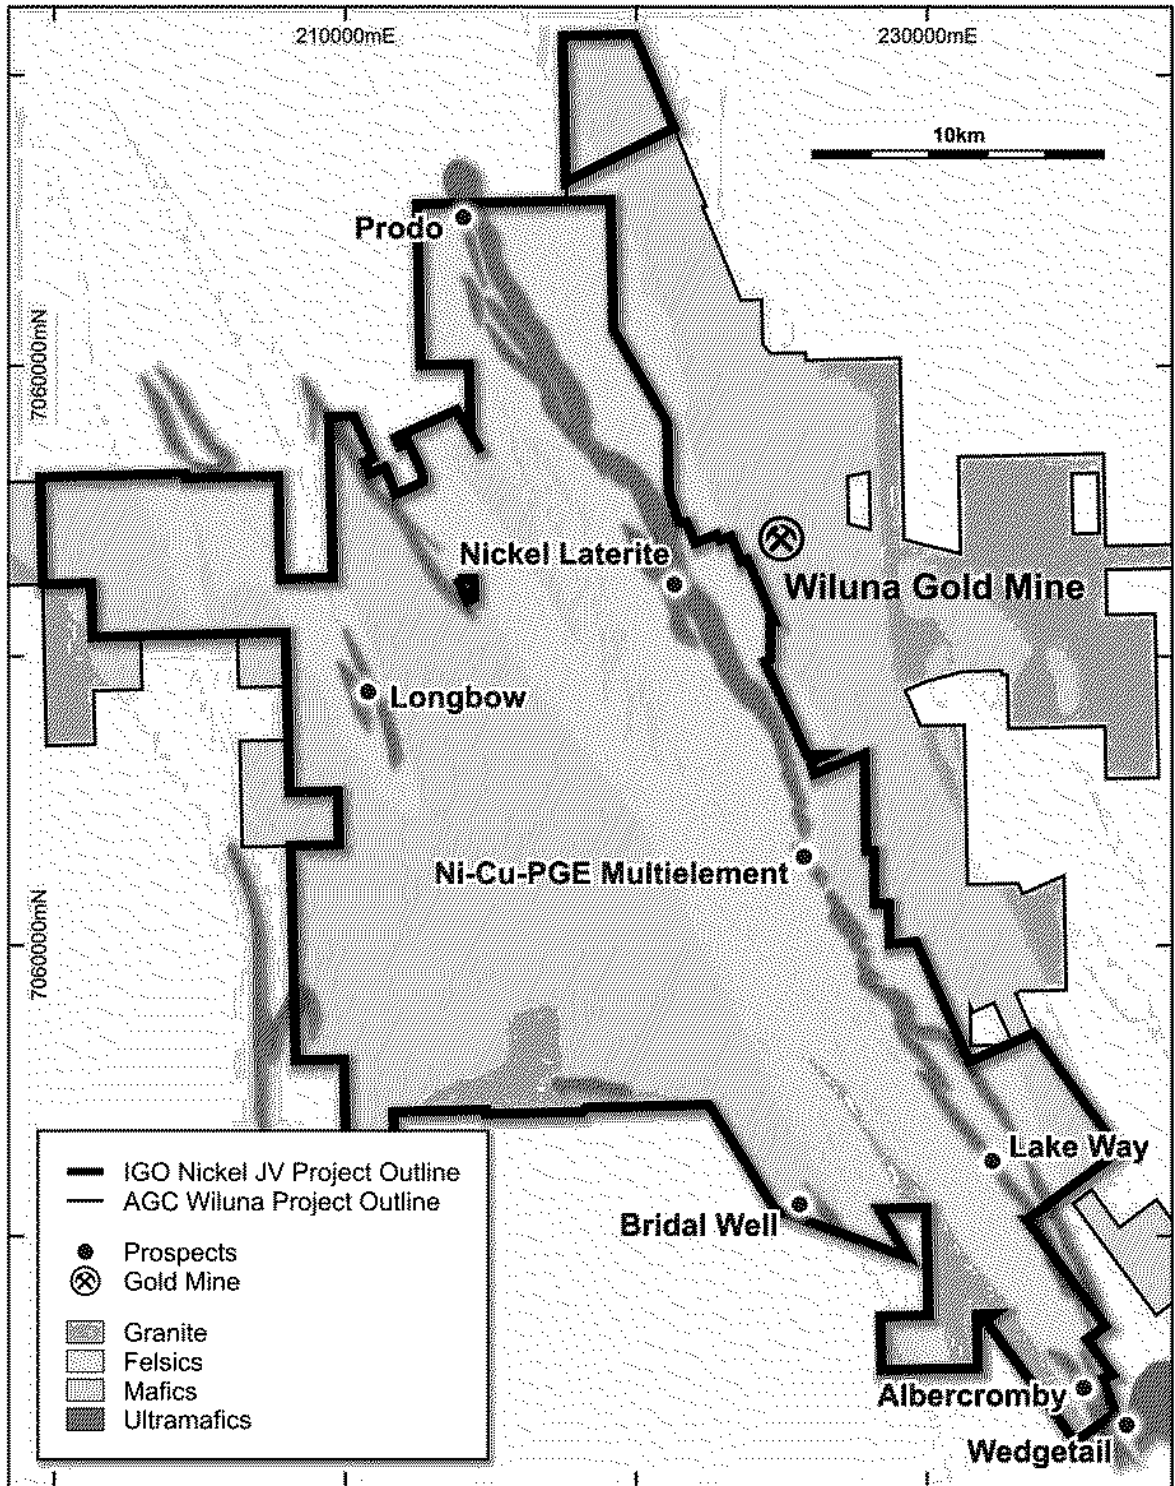 210000mE
230000mE
10km
Prodo
7060000mN
Nickel Laterite
Wiluna Gold Mine
Longbow
Ni-Cu-PGE Multielement
7060000mN
Lake Way
Bridal Well
Albercromby
Wedgetail
IGO Nickel JV Project Outline
AGC Wiluna Project Outline
Prospects
Gold Mine
Granite
Felsics
Mafics
Ultramafics